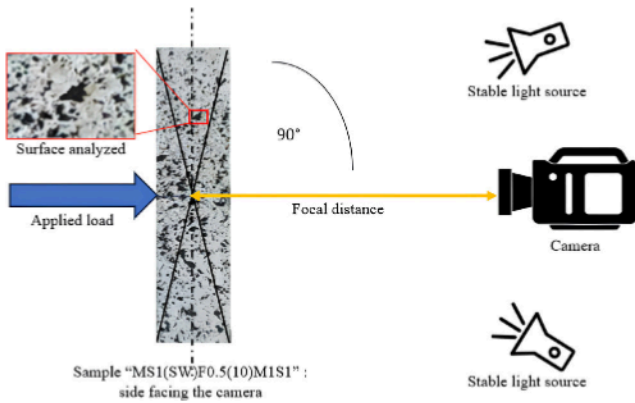 Stable light source
Surface analyzed
90°
Applied load
Focal distance
Camera
Sample “MS1(SW)F0.5(10)M1S1” :
side facing the camera
Stable light source